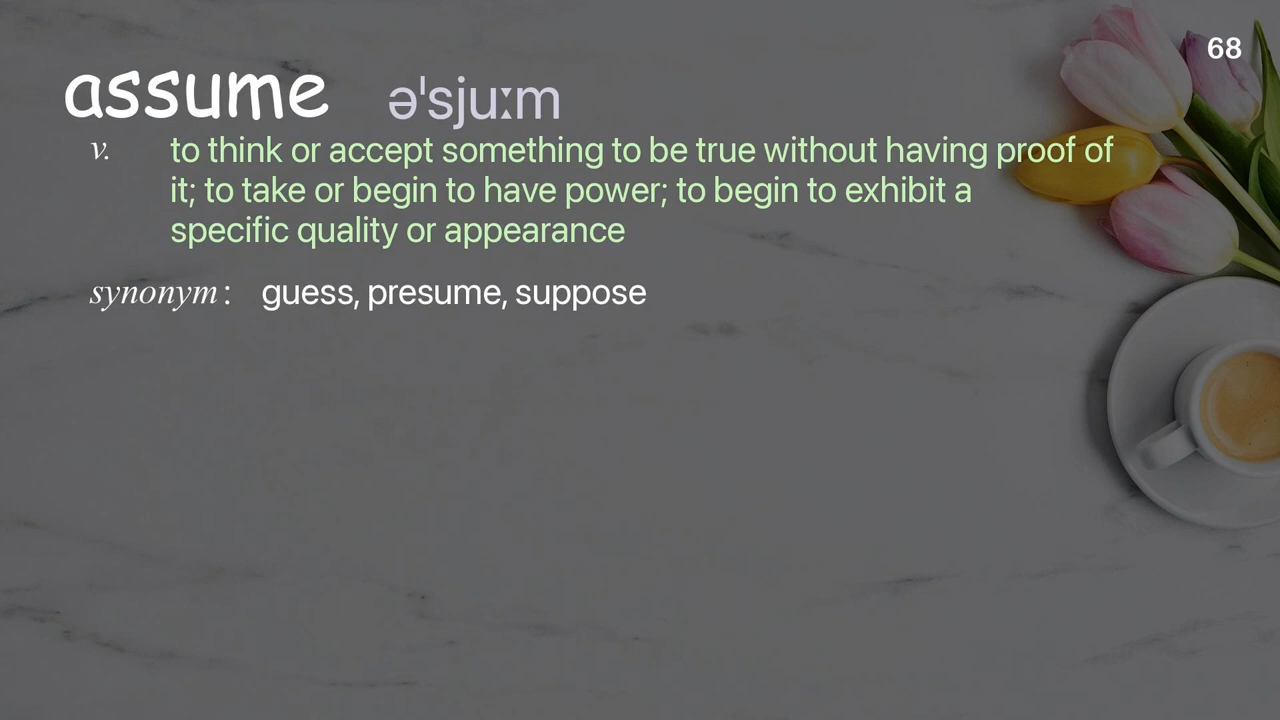 68
assume əˈsjuːm
v. to think or accept something to be true without having proof of
it; to take or begin to have power; to begin to exhibit a
specific quality or appearance
synonym: guess, presume, suppose